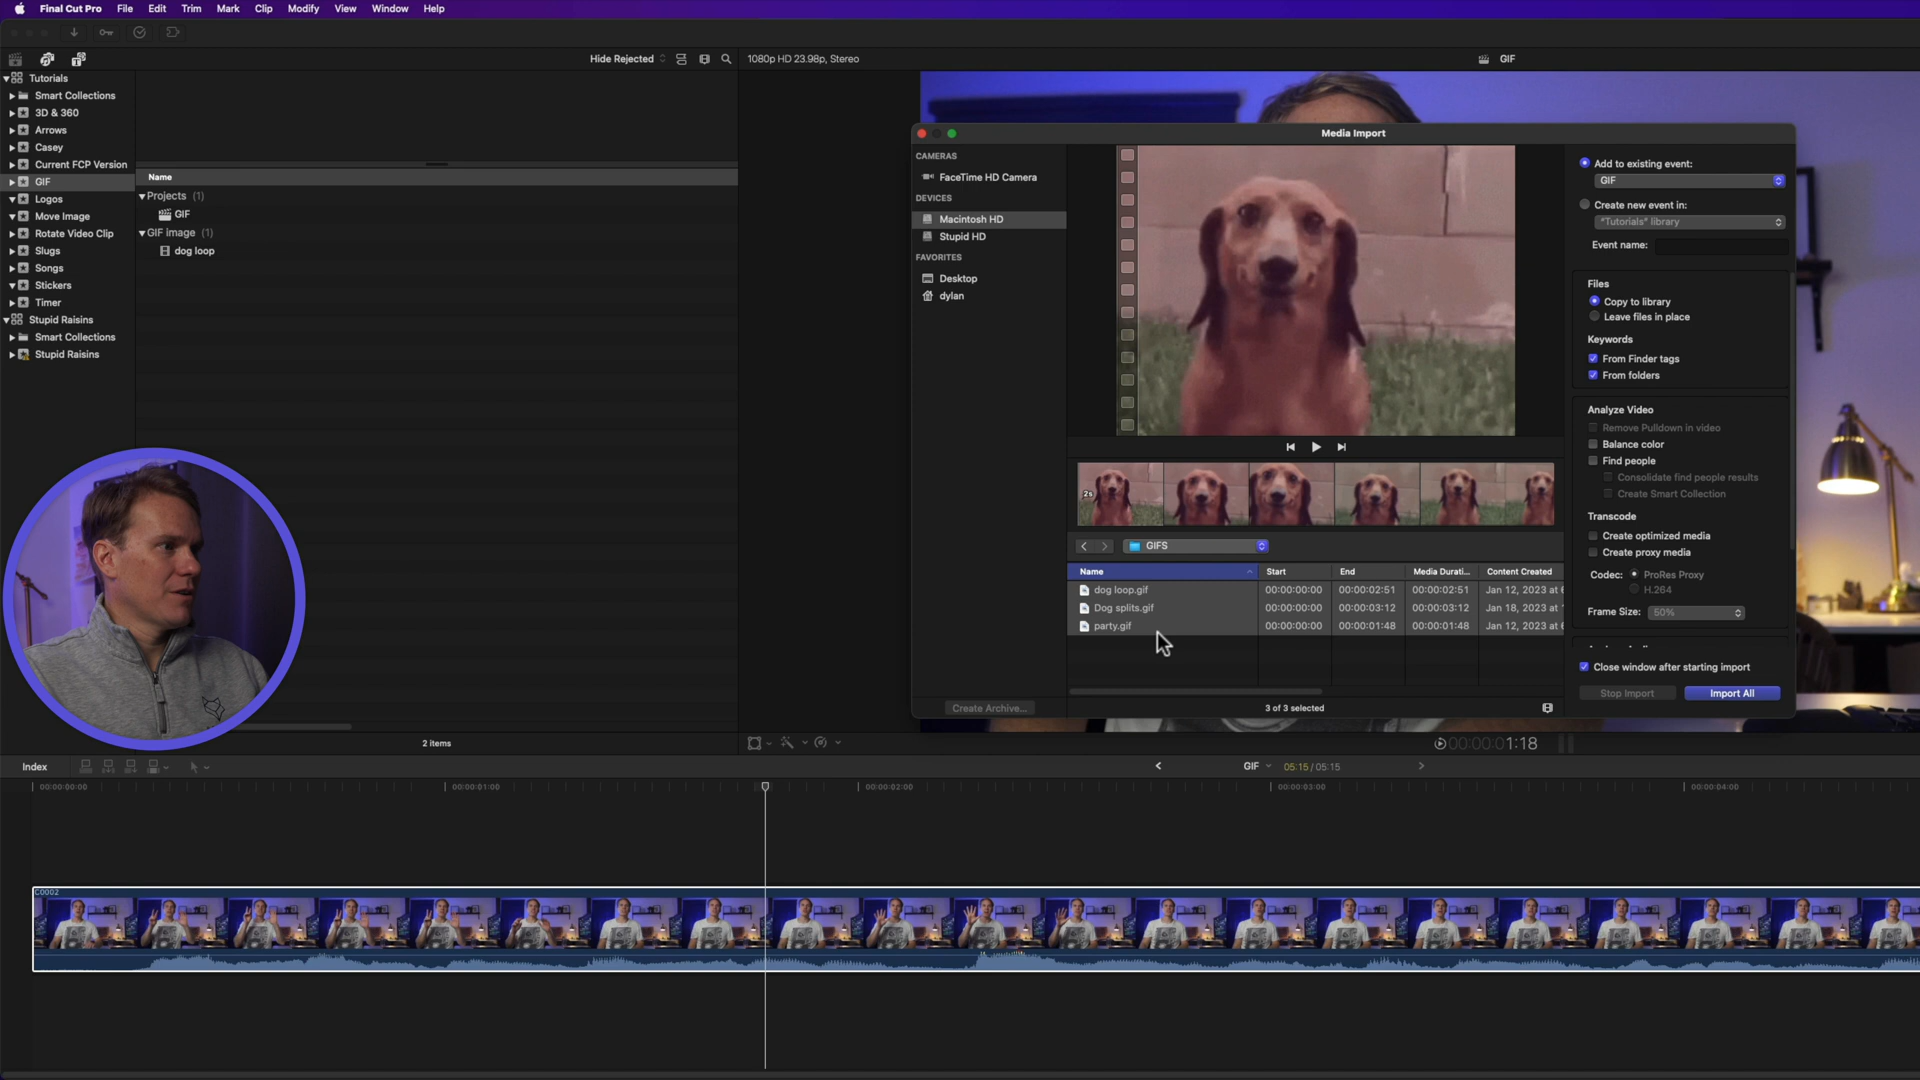 Final Cut Pro File Edit Trim Mark Clip Modify View Window Help
Hide Rejected
1080p HD 23.98p, Stereo
GIF
Tutorials
Smart Collections
3D & 360
Arrows
Casey
Current FCP Version
GIF
Logos
Move Image
Rotate Video Clip
Slugs
Songs
Stickers
Timer
Stupid Raisins
Smart Collections
Stupid Raisins
Name
Projects (1)
GIF
GIF image (1)
dog loop
2 items
Media Import
CAMERAS
FaceTime HD Camera
DEVICES
Macintosh HD
Stupid HD
FAVORITES
Desktop
dylan
Create Archive...
2s
GIFS
Name Start End Media Durati... Content Created
dog loop.gif 00:00:00:00 00:00:02:51 00:00:02:51 Jan 12, 2023 at 6
Dog splits.gif 00:00:00:00 00:00:03:12 00:00:03:12 Jan 18, 2023 at 1
party.gif 00:00:00:00 00:00:01:48 00:00:01:48 Jan 12, 2023 at 6
3 of 3 selected
Add to existing event:
GIF
Create new event in:
"Tutorials" library
Event name:
Files
Copy to library
Leave files in place
Keywords
From Finder tags
From folders
Analyze Video
Remove Pulldown in video
Balance color
Find people
Consolidate find people results
Create Smart Collection
Transcode
Create optimized media
Create proxy media
Codec: ProRes Proxy
H.264
Frame Size: 50%
Close window after starting import
Stop Import Import All
00:00:01:18
Index
GIF 05:15 / 05:15
00:00:00:00 00:00:01:00 00:00:02:00 00:00:03:00 00:00:04:00
C0002